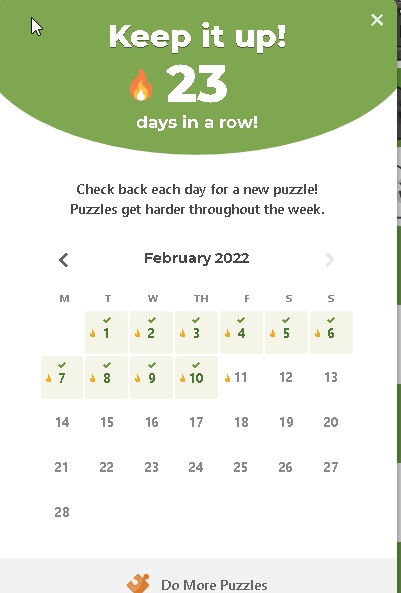 Keep it up!
23
days in a row!
Check back each day for a new puzzle!
Puzzles get harder throughout the week.
February 2022
M T W TH F S S
1 2 3 4 5 6
7 8 9 10 11 12 13
14 15 16 17 18 19 20
21 22 23 24 25 26 27
28
Do More Puzzles